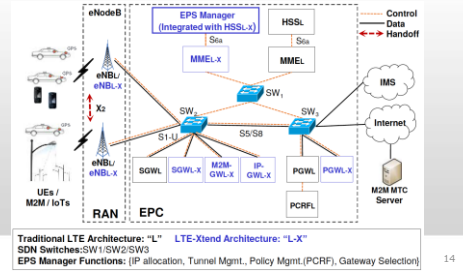 eNodeB
EPS Manager
(Integrated with HSSL-X)
HSSL
Control
Data
Handoff
S6a
S6a
GPS
MMEL-X
MMEL
GPS
eNBL/
eNBL-X
SW1
IMS
X2
SW2
SW3
GPS
S1-U
S5/S8
Internet
eNBL/
eNBL-X
SGWL
SGWL-X
M2M-
GWL-X
IP-
GWL-X
PGWL
PGWL-X
UEs /
M2M / IoTs
M2M MTC
Server
PCRFL
RAN
EPC
Traditional LTE Architecture: “L” LTE-Xtend Architecture: “L-X”
SDN Switches:SW1/SW2/SW3
EPS Manager Functions: {IP allocation, Tunnel Mgmt., Policy Mgmt.(PCRF), Gateway Selection}
14